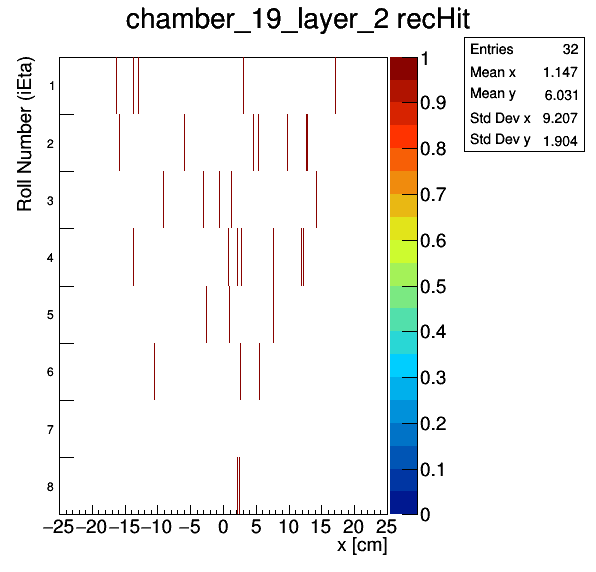 chamber_19_layer_2 recHit
Entries 32
Mean x 1.147
Mean y 6.031
Std Dev x 9.207
Std Dev y 1.904
Roll Number (iEta)
1
2
3
4
5
6
7
8
−25 −20 −15 −10 −5 0 5 10 15 20 25
x [cm]
1
0.9
0.8
0.7
0.6
0.5
0.4
0.3
0.2
0.1
0